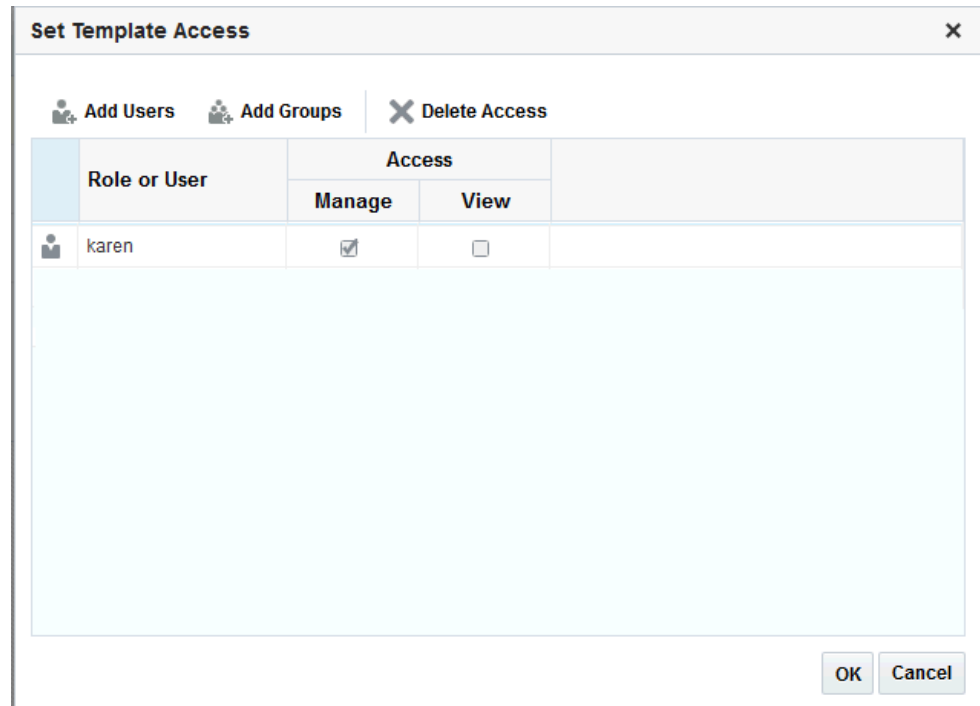 Set Template Access
Add Users Add Groups Delete Access
Role or User
Access
Manage View
karen
OK Cancel